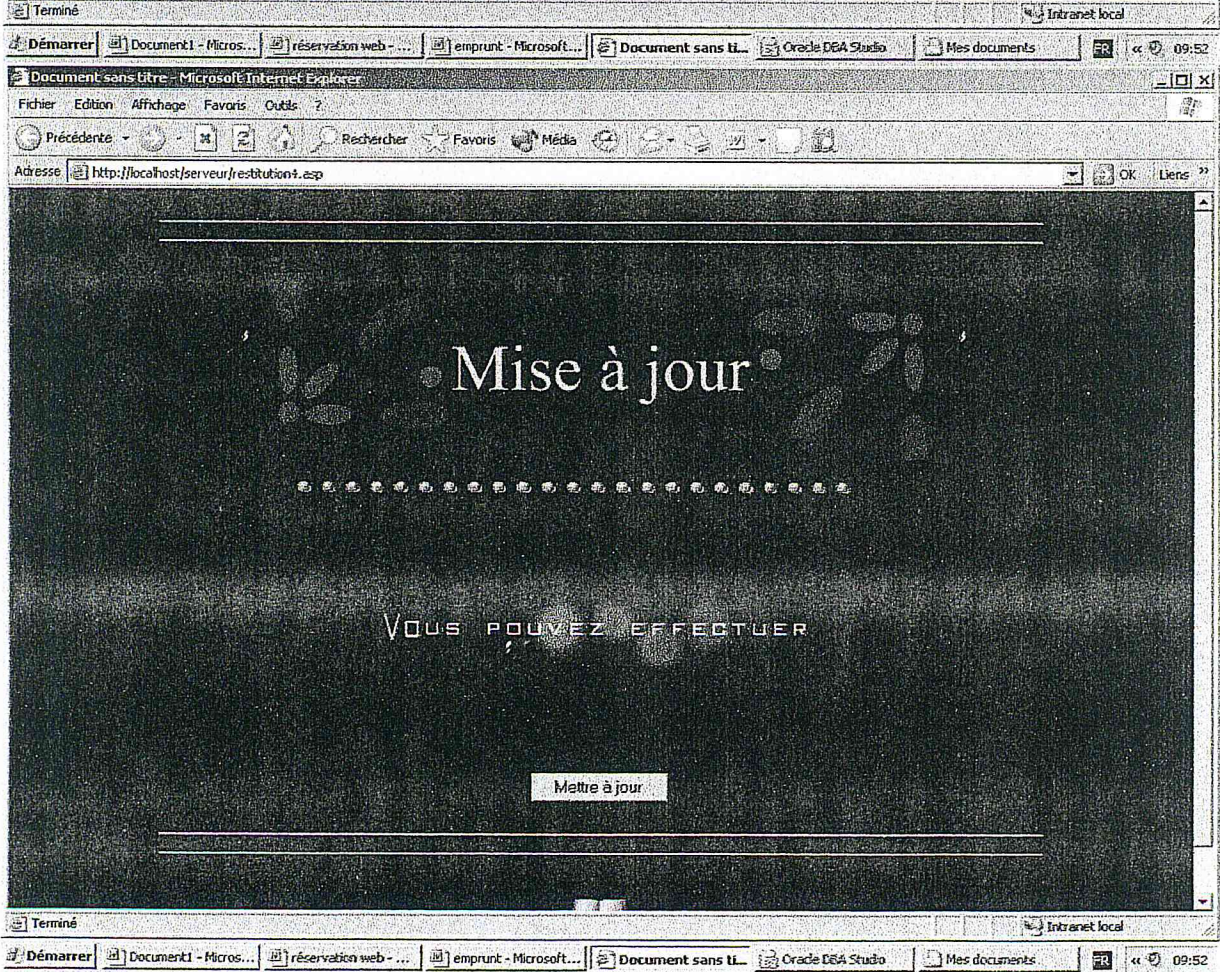 Terminé Intranet local
Démarrer Document1 - Micros... réservation web - ... emprunt - Microsoft... Document sans ti... Oracle DBA Studio Mes documents FR « 09:52
Document sans titre - Microsoft Internet Explorer
Fichier Edition Affichage Favoris Outils ?
Précédente Rechercher Favoris Média
Adresse http://localhost/serveur/restitution4.asp OK Liens »
Mise à jour
Vous pouvez effectuer
Mettre à jour
Terminé Intranet local
Démarrer Document1 - Micros... réservation web - ... emprunt - Microsoft... Document sans ti... Oracle DBA Studio Mes documents FR « 09:52